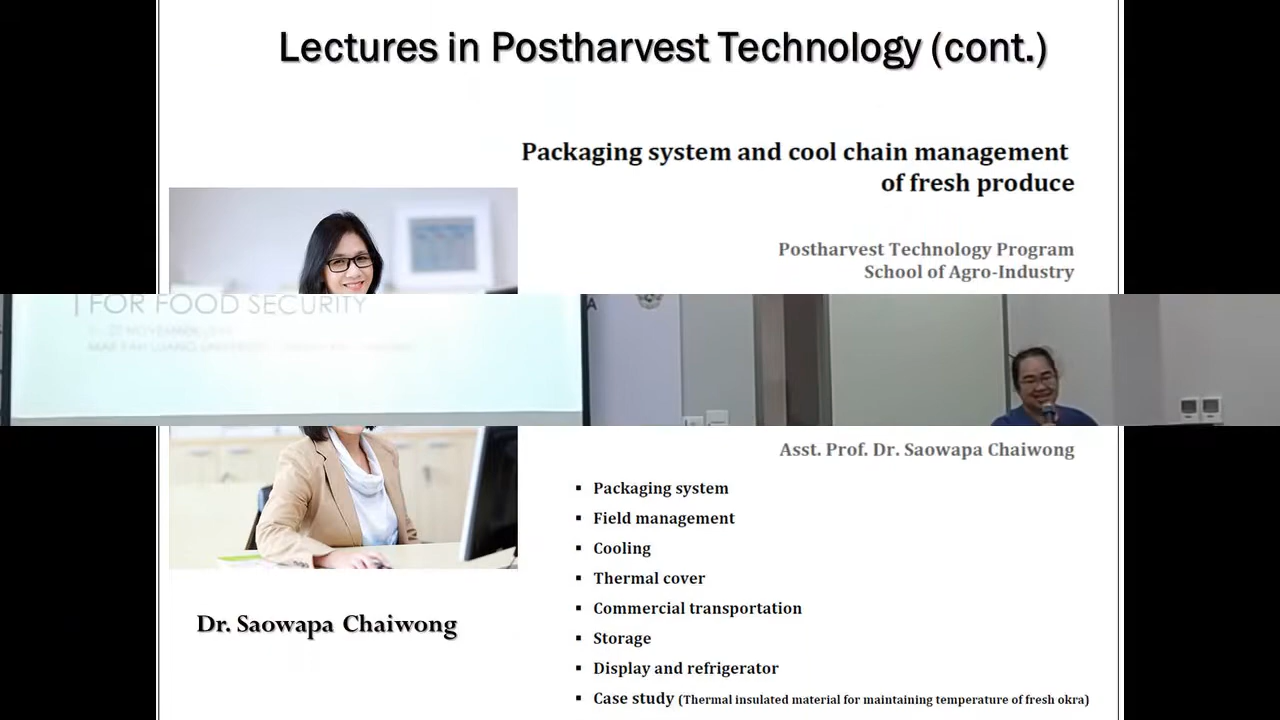 Lectures in Postharvest Technology (cont.)
Packaging system and cool chain management
of fresh produce
Postharvest Technology Program
School of Agro-Industry
| FOR FOOD SECURITY
A
Asst. Prof. Dr. Saowapa Chaiwong
▪ Packaging system
▪ Field management
▪ Cooling
▪ Thermal cover
▪ Commercial transportation
▪ Storage
▪ Display and refrigerator
▪ Case study (Thermal insulated material for maintaining temperature of fresh okra)
Dr. Saowapa Chaiwong